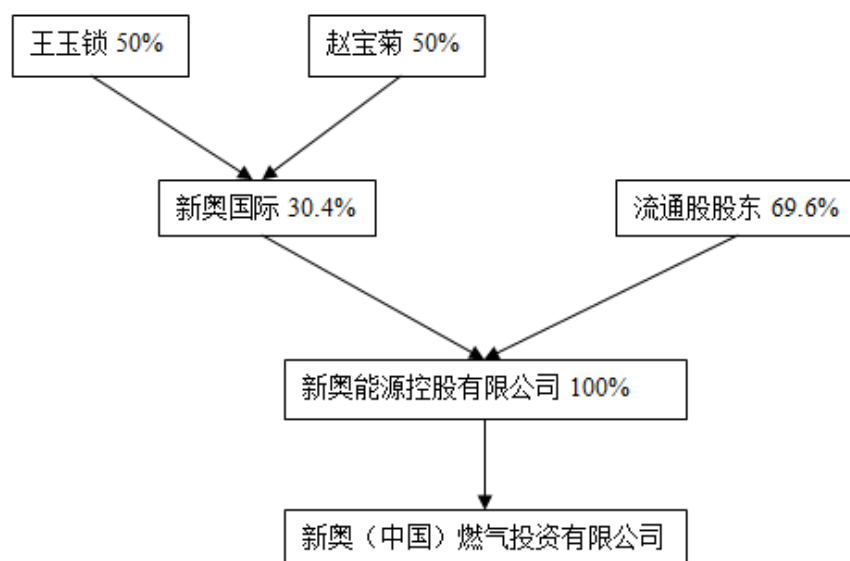 王玉锁 50%
赵宝菊 50%
新奥国际 30.4%
流通股股东 69.6%
新奥能源控股有限公司 100%
新奥（中国）燃气投资有限公司